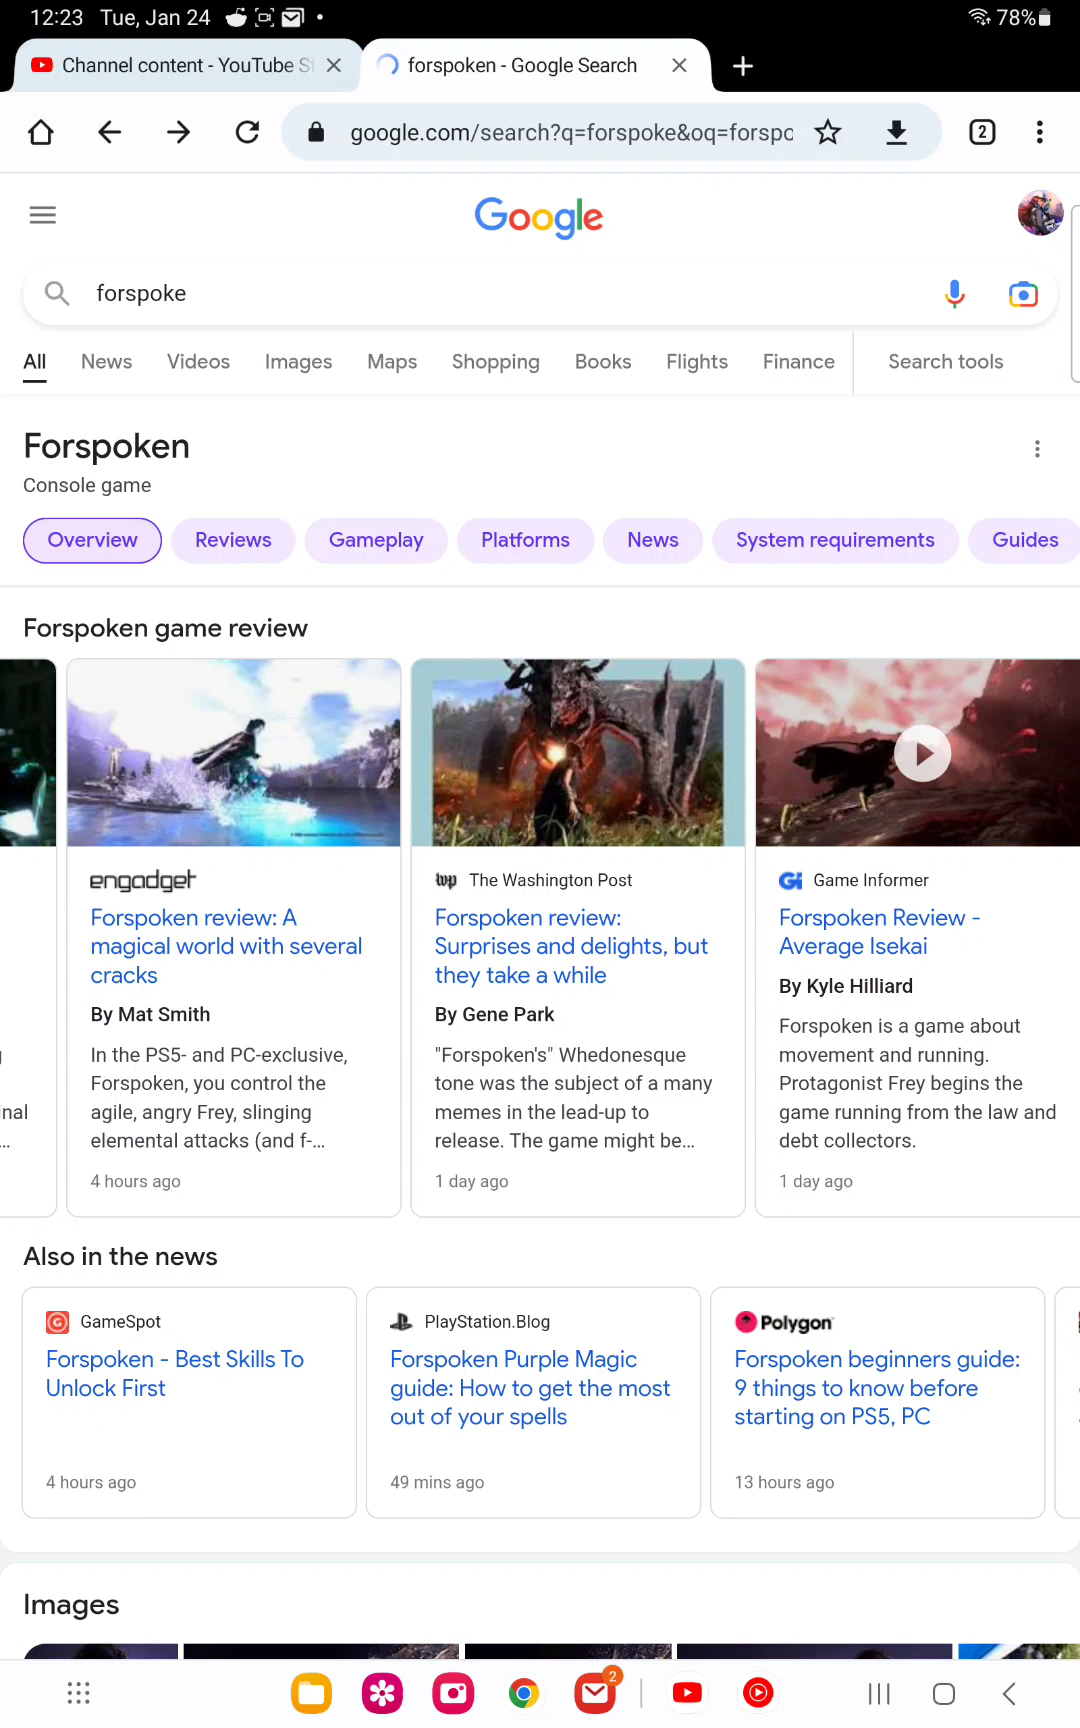 12:23 Tue, Jan 24
78%
Channel content - YouTube S
forspoken - Google Search
google.com/search?q=forspoke&oq=forspo
2
Google
forspoke
All News Videos Images Maps Shopping Books Flights Finance Search tools
Forspoken
Console game
Overview Reviews Gameplay Platforms News System requirements Guides
Forspoken game review
inal
...
engadget
Forspoken review: A
magical world with several
cracks
By Mat Smith
In the PS5- and PC-exclusive,
Forspoken, you control the
agile, angry Frey, slinging
elemental attacks (and f-...
4 hours ago
wp The Washington Post
Forspoken review:
Surprises and delights, but
they take a while
By Gene Park
"Forspoken's" Whedonesque
tone was the subject of a many
memes in the lead-up to
release. The game might be...
1 day ago
GI Game Informer
Forspoken Review -
Average Isekai
By Kyle Hilliard
Forspoken is a game about
movement and running.
Protagonist Frey begins the
game running from the law and
debt collectors.
1 day ago
Also in the news
GameSpot
Forspoken - Best Skills To
Unlock First
4 hours ago
PlayStation.Blog
Forspoken Purple Magic
guide: How to get the most
out of your spells
49 mins ago
Polygon
Forspoken beginners guide:
9 things to know before
starting on PS5, PC
13 hours ago
Images
2